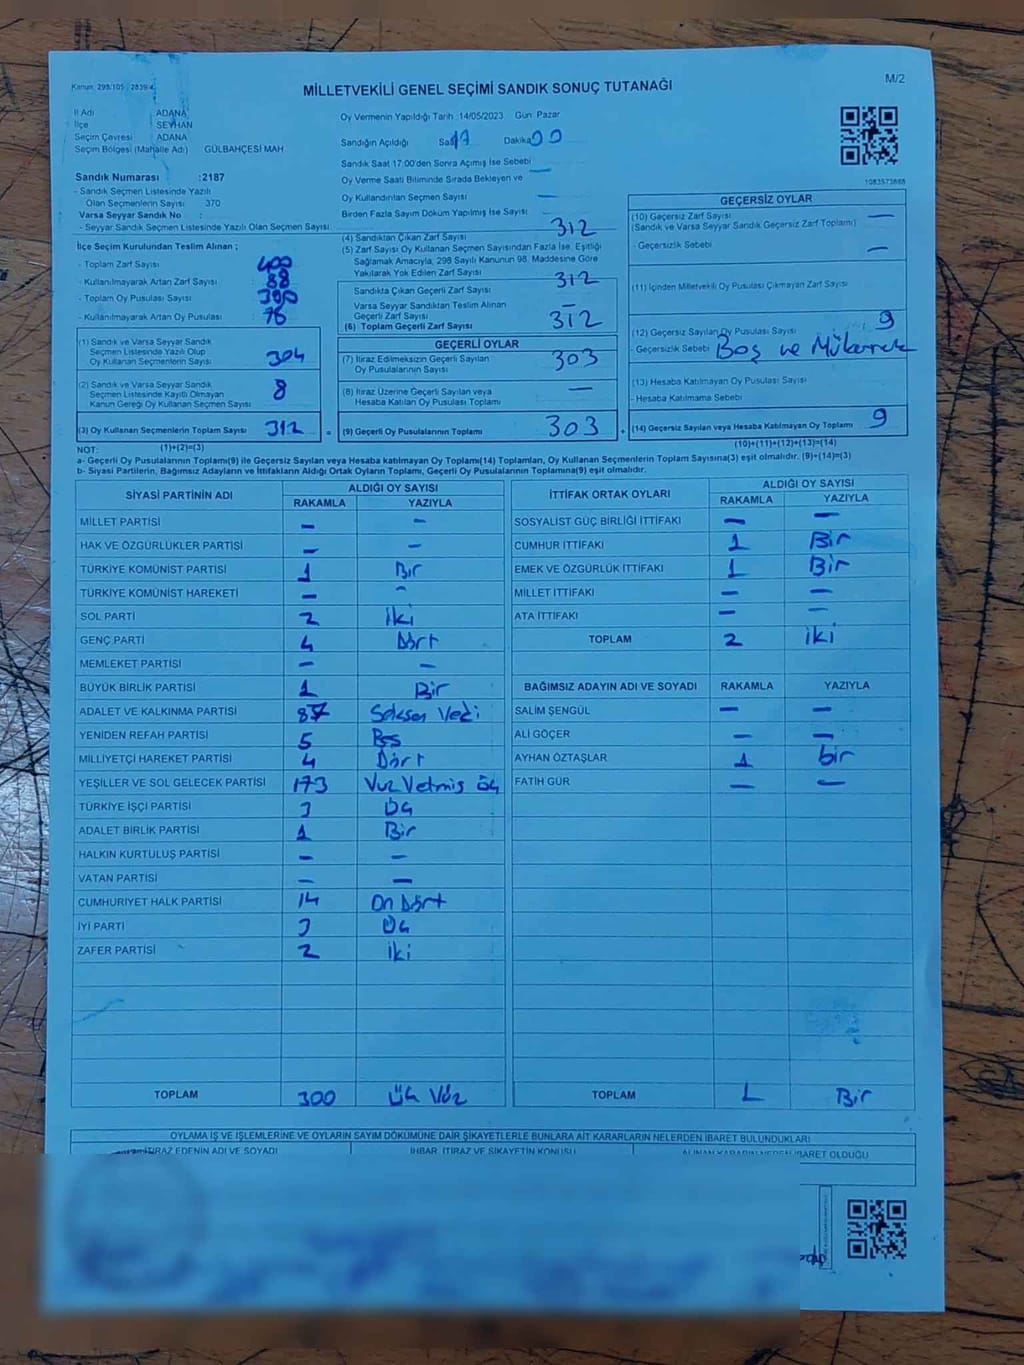 Kanun: 298/105 - 2839/4
M/2
MİLLETVEKİLİ GENEL SEÇİMİ SANDIK SONUÇ TUTANAĞI
İl Adı ADANA
İlçe SEYHAN
Seçim Çevresi ADANA
Seçim Bölgesi (Mahalle Adı) GÜLBAHÇESİ MAH
Sandık Numarası :2187
- Sandık Seçmen Listesinde Yazılı
Olan Seçmenlerin Sayısı 370
Varsa Seyyar Sandık No :
- Seyyar Sandık Seçmen Listesinde Yazılı Olan Seçmen Sayısı
Oy Vermenin Yapıldığı Tarih 14/05/2023 Gün Pazar
Sandığın Açıldığı Saat 17 Dakika 00
Sandık Saat 17:00'den Sonra Açımış İse Sebebi
Oy Verme Saati Bitiminde Sırada Bekleyen ve —
Oy Kullandırılan Seçmen Sayısı —
Birden Fazla Sayım Döküm Yapılmış İse Sayısı —
1083573888
İlçe Seçim Kurulundan Teslim Alınan ;
- Toplam Zarf Sayısı : 400
- Kullanılmayarak Artan Zarf Sayısı : 88
- Toplam Oy Pusulası Sayısı : 390
- Kullanılmayarak Artan Oy Pusulası : 76
(1) Sandık ve Varsa Seyyar Sandık
Seçmen Listesinde Yazılı Olup
Oy Kullanan Seçmenlerin Sayısı 304
(2) Sandık ve Varsa Seyyar Sandık
Seçmen Listesinde Kayıtlı Olmayan
Kanun Gereği Oy Kullanan Seçmen Sayısı 8
(3) Oy Kullanan Seçmenlerin Toplam Sayısı 312
(4) Sandıktan Çıkan Zarf Sayısı 312
(5) Zarf Sayısı Oy Kullanan Seçmen Sayısından Fazla İse, Eşitliği
Sağlamak Amacıyla, 298 Sayılı Kanunun 98. Maddesine Göre
Yakılarak Yok Edilen Zarf Sayısı
Sandıkta Çıkan Geçerli Zarf Sayısı 312
Varsa Seyyar Sandıktan Teslim Alınan
Geçerli Zarf Sayısı —
(6) Toplam Geçerli Zarf Sayısı 312
GEÇERLİ OYLAR
(7) İtiraz Edilmeksizin Geçerli Sayılan
Oy Pusulalarının Sayısı 303
(8) İtiraz Üzerine Geçerli Sayılan veya
Hesaba Katılan Oy Pusulası Toplamı —
(9) Geçerli Oy Pusulalarının Toplamı 303
GEÇERSİZ OYLAR
(10) Geçersiz Zarf Sayısı —
(Sandık ve Varsa Seyyar Sandık Geçersiz Zarf Toplamı)
- Geçersizlik Sebebi —
(11) İçinden Milletvekili Oy Pusulası Çıkmayan Zarf Sayısı
(12) Geçersiz Sayılan Oy Pusulası Sayısı 9
- Geçersizlik Sebebi Boş ve Mükerrer
(13) Hesaba Katılmayan Oy Pusulası Sayısı
- Hesaba Katılmama Sebebi
(14) Geçersiz Sayılan veya Hesaba Katılmayan Oy Toplamı 9
NOT: (1)+(2)=(3)
(10)+(11)+(12)+(13)=(14)
a- Geçerli Oy Pusulalarının Toplamı(9) ile Geçersiz Sayılan veya Hesaba Katılmayan Oy Toplamı(14) Toplamları, Oy Kullanan Seçmenlerin Toplam Sayısına(3) eşit olmalıdır. (9)+(14)=(3)
b- Siyasi Partilerin, Bağımsız Adayların ve İttifakların Aldığı Ortak Oyların Toplamı, Geçerli Oy Pusulalarının Toplamına(9) eşit olmalıdır.
SİYASİ PARTİNİN ADI ALDIĞI OY SAYISI
RAKAMLA YAZIYLA
MİLLET PARTİSİ — —
HAK VE ÖZGÜRLÜKLER PARTİSİ — —
TÜRKİYE KOMÜNİST PARTİSİ 1 Bir
TÜRKİYE KOMÜNİST HAREKETİ — —
SOL PARTİ 2 İki
GENÇ PARTİ 4 Dört
MEMLEKET PARTİSİ — —
BÜYÜK BİRLİK PARTİSİ 1 Bir
ADALET VE KALKINMA PARTİSİ 87 Seksen Yedi
YENİDEN REFAH PARTİSİ 5 Beş
MİLLİYETÇİ HAREKET PARTİSİ 4 Dört
YEŞİLLER VE SOL GELECEK PARTİSİ 173 Yüz Yetmiş üç
TÜRKİYE İŞÇİ PARTİSİ 3 Üç
ADALET BİRLİK PARTİSİ 1 Bir
HALKIN KURTULUŞ PARTİSİ — —
VATAN PARTİSİ — —
CUMHURİYET HALK PARTİSİ 14 On Dört
İYİ PARTİ 3 Üç
ZAFER PARTİSİ 2 iki
TOPLAM 300 Üç Yüz
İTTİFAK ORTAK OYLARI ALDIĞI OY SAYISI
RAKAMLA YAZIYLA
SOSYALİST GÜÇ BİRLİĞİ İTTİFAKI — —
CUMHUR İTTİFAKI 1 Bir
EMEK VE ÖZGÜRLÜK İTTİFAKI 1 Bir
MİLLET İTTİFAKI — —
ATA İTTİFAKI — —
TOPLAM 2 iki
BAĞIMSIZ ADAYIN ADI VE SOYADI RAKAMLA YAZIYLA
SALİM ŞENGÜL — —
ALİ GÖÇER — —
AYHAN ÖZTAŞLAR 1 bir
FATİH GÜR — —
TOPLAM 1 Bir
OYLAMA İŞ VE İŞLEMLERİNE VE OYLARIN SAYIM DÖKÜMÜNE DAİR ŞİKAYETLERLE BUNLARA AİT KARARLARIN NELERDEN İBARET BULUNDUKLARI
İTİRAZ EDENİN ADI VE SOYADI İHBAR, İTİRAZ VE ŞİKAYETİN KONUSU ALINAN KARARIN NEDEN İBARET OLDUĞU